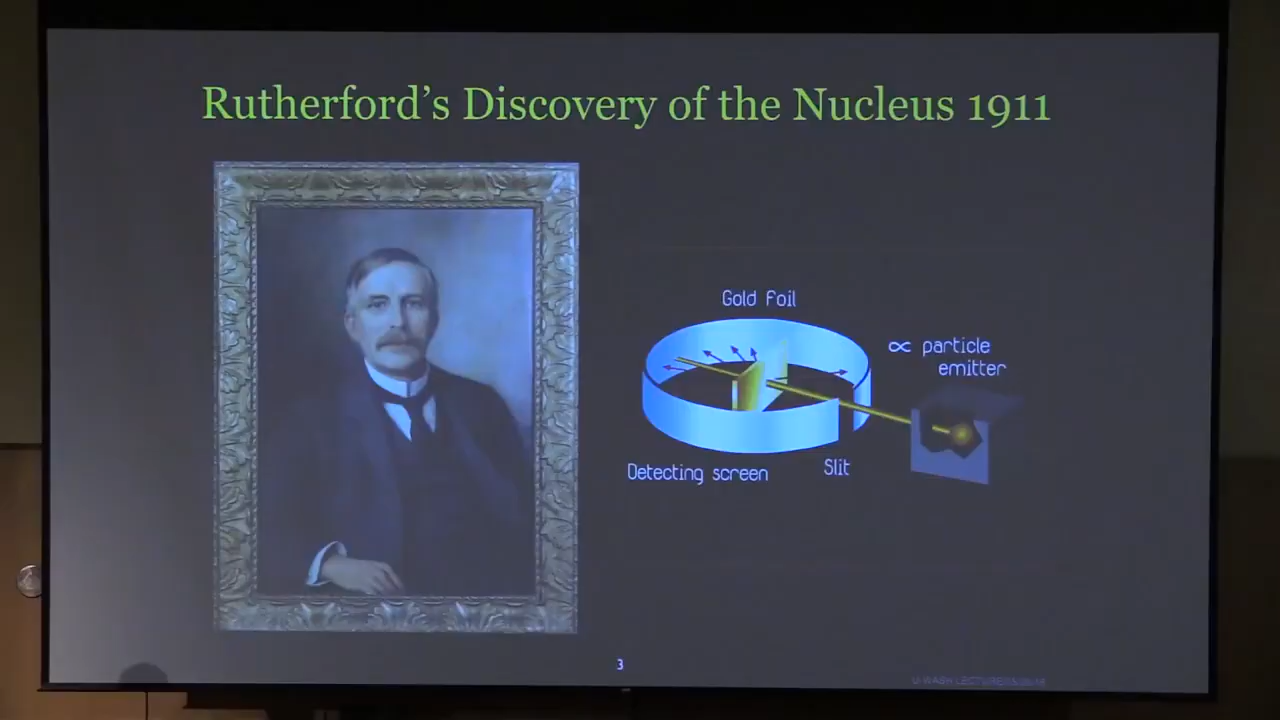 Rutherford's Discovery of the Nucleus 1911
Gold Foil
∝ particle
emitter
Detecting screen
Slit
3